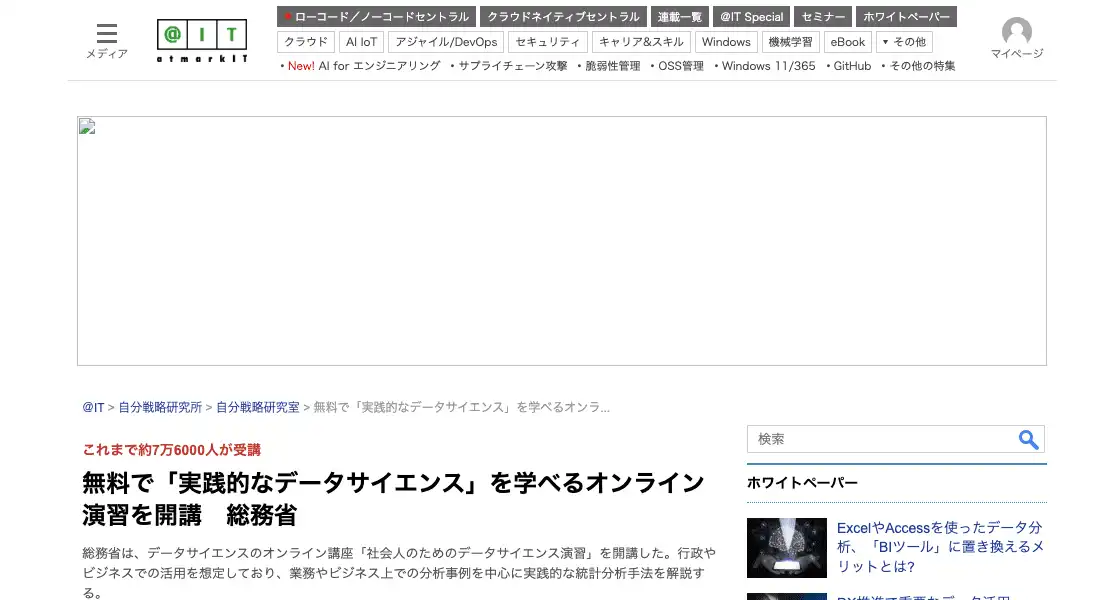 メディア
@IT
atmarkIT
ローコード／ノーコードセントラル クラウドネイティブセントラル 連載一覧 @IT Special セミナー ホワイトペーパー
クラウド AI IoT アジャイル/DevOps セキュリティ キャリア&スキル Windows 機械学習 eBook ▼ その他
・New! AI for エンジニアリング ・サプライチェーン攻撃 ・脆弱性管理 ・OSS管理 ・Windows 11/365 ・GitHub ・その他の特集
マイページ
@IT > 自分戦略研究所 > 自分戦略研究室 > 無料で「実践的なデータサイエンス」を学べるオンラ...
これまで約7万6000人が受講
無料で「実践的なデータサイエンス」を学べるオンライン
演習を開講　総務省
総務省は、データサイエンスのオンライン講座「社会人のためのデータサイエンス演習」を開講した。行政や
ビジネスでの活用を想定しており、業務やビジネス上での分析事例を中心に実践的な統計分析手法を解説す
る。
検索
ホワイトペーパー
ExcelやAccessを使ったデータ分
析、「BIツール」に置き換えるメ
リットとは?